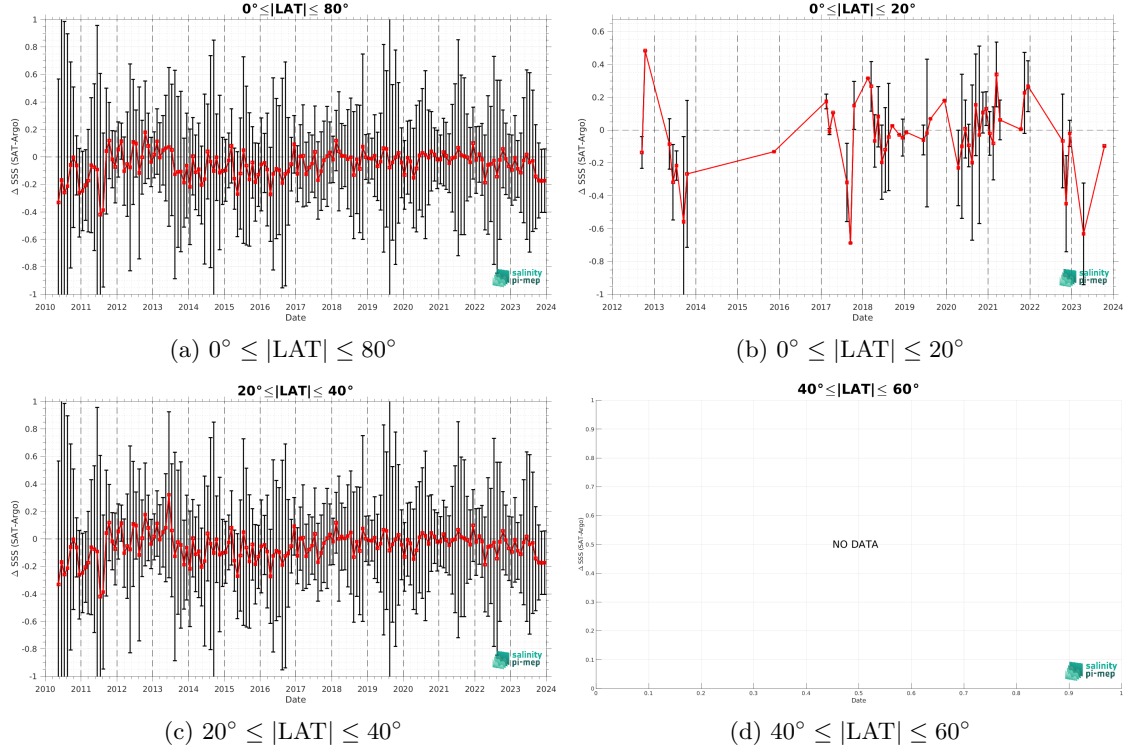 0°≤|LAT|≤ 80°
1
0.8
0.6
0.4
0.2
0
-0.2
-0.4
-0.6
-0.8
-1
Δ SSS (SAT-Argo)
2010 2011 2012 2013 2014 2015 2016 2017 2018 2019 2020 2021 2022 2023 2024
Date
salinity
pi-mep
(a) 0° ≤ |LAT| ≤ 80°
0°≤|LAT|≤ 20°
0.6
0.4
0.2
0
-0.2
-0.4
-0.6
-0.8
-1
Δ SSS (SAT-Argo)
2012 2013 2014 2015 2016 2017 2018 2019 2020 2021 2022 2023 2024
Date
salinity
pi-mep
(b) 0° ≤ |LAT| ≤ 20°
20°≤|LAT|≤ 40°
1
0.8
0.6
0.4
0.2
0
-0.2
-0.4
-0.6
-0.8
-1
Δ SSS (SAT-Argo)
2010 2011 2012 2013 2014 2015 2016 2017 2018 2019 2020 2021 2022 2023 2024
Date
salinity
pi-mep
(c) 20° ≤ |LAT| ≤ 40°
40°≤|LAT|≤ 60°
1
0.9
0.8
0.7
0.6
0.5
0.4
0.3
0.2
0.1
0
Δ SSS (SAT-Argo)
NO DATA
0 0.1 0.2 0.3 0.4 0.5 0.6 0.7 0.8 0.9 1
Date
salinity
pi-mep
(d) 40° ≤ |LAT| ≤ 60°